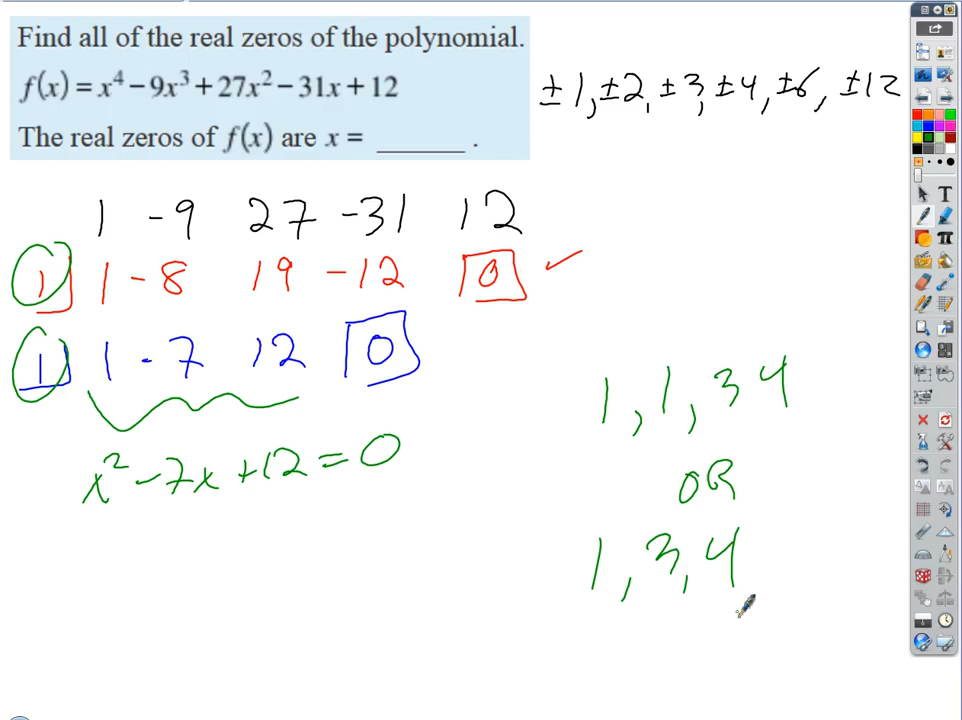 Find all of the real zeros of the polynomial.
f(x) = x⁴ − 9x³ + 27x² − 31x + 12
The real zeros of f(x) are x = ______ .
± 1, ±2, ± 3, ± 4, ±6, ±12
1 -9 27 -31 12
1 1 -8 19 -12 0 ✓
1 1 -7 12 0
x² -7x +12 = 0
1, 1, 3 4
OR
1, 3, 4
T
π